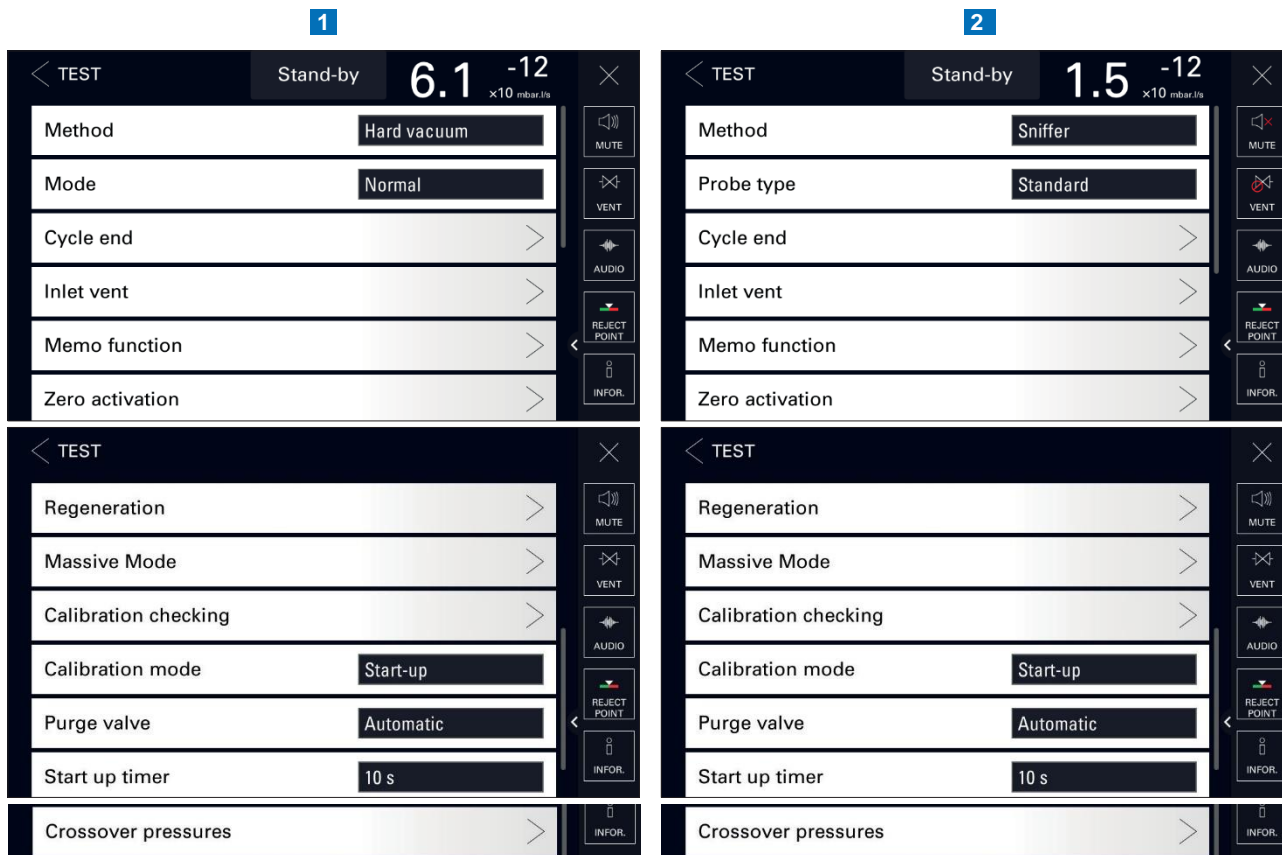 1
TEST
Stand-by
6.1
-12
×10 mbar.l/s
Method
Hard vacuum
Mode
Normal
Cycle end
Inlet vent
Memo function
Zero activation
MUTE
VENT
AUDIO
REJECT
POINT
INFOR.
TEST
Regeneration
Massive Mode
Calibration checking
Calibration mode
Start-up
Purge valve
Automatic
Start up timer
10 s
MUTE
VENT
AUDIO
REJECT
POINT
INFOR.
Crossover pressures
INFOR.
2
TEST
Stand-by
1.5
-12
×10 mbar.l/s
Method
Sniffer
Probe type
Standard
Cycle end
Inlet vent
Memo function
Zero activation
MUTE
VENT
AUDIO
REJECT
POINT
INFOR.
TEST
Regeneration
Massive Mode
Calibration checking
Calibration mode
Start-up
Purge valve
Automatic
Start up timer
10 s
MUTE
VENT
AUDIO
REJECT
POINT
INFOR.
Crossover pressures
INFOR.